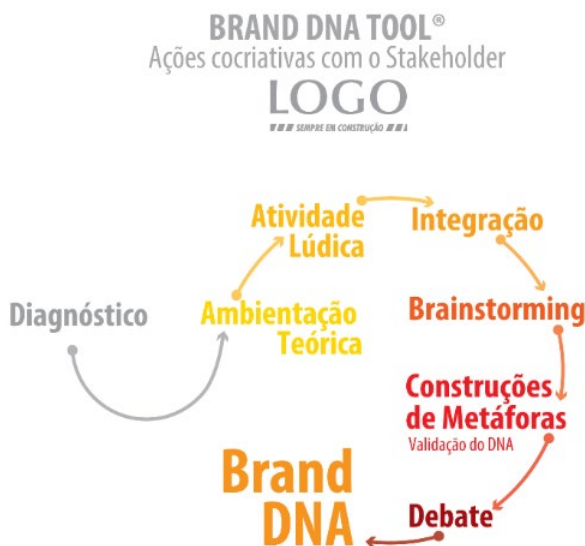 BRAND DNA TOOL®
Ações cocriativas com o Stakeholder
LOGO
SEMPRE EM CONSTRUÇÃO
Diagnóstico
Ambientação
Teórica
Atividade
Lúdica
Integração
Brainstorming
Construções
de Metáforas
Validação do DNA
Debate
Brand
DNA